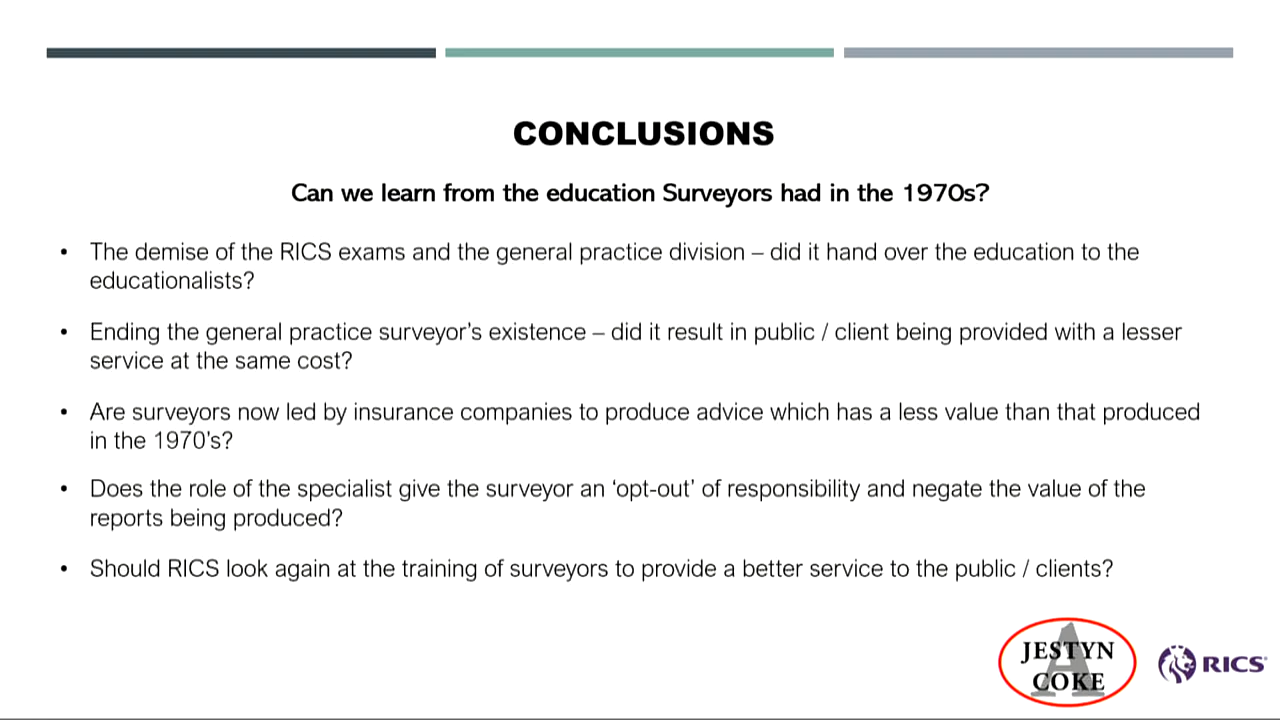 CONCLUSIONS
Can we learn from the education Surveyors had in the 1970s?
• The demise of the RICS exams and the general practice division – did it hand over the education to the
educationalists?
• Ending the general practice surveyor's existence – did it result in public / client being provided with a lesser
service at the same cost?
• Are surveyors now led by insurance companies to produce advice which has a less value than that produced
in the 1970's?
• Does the role of the specialist give the surveyor an ‘opt-out’ of responsibility and negate the value of the
reports being produced?
• Should RICS look again at the training of surveyors to provide a better service to the public / clients?
A
JESTYN
COKE
RICS